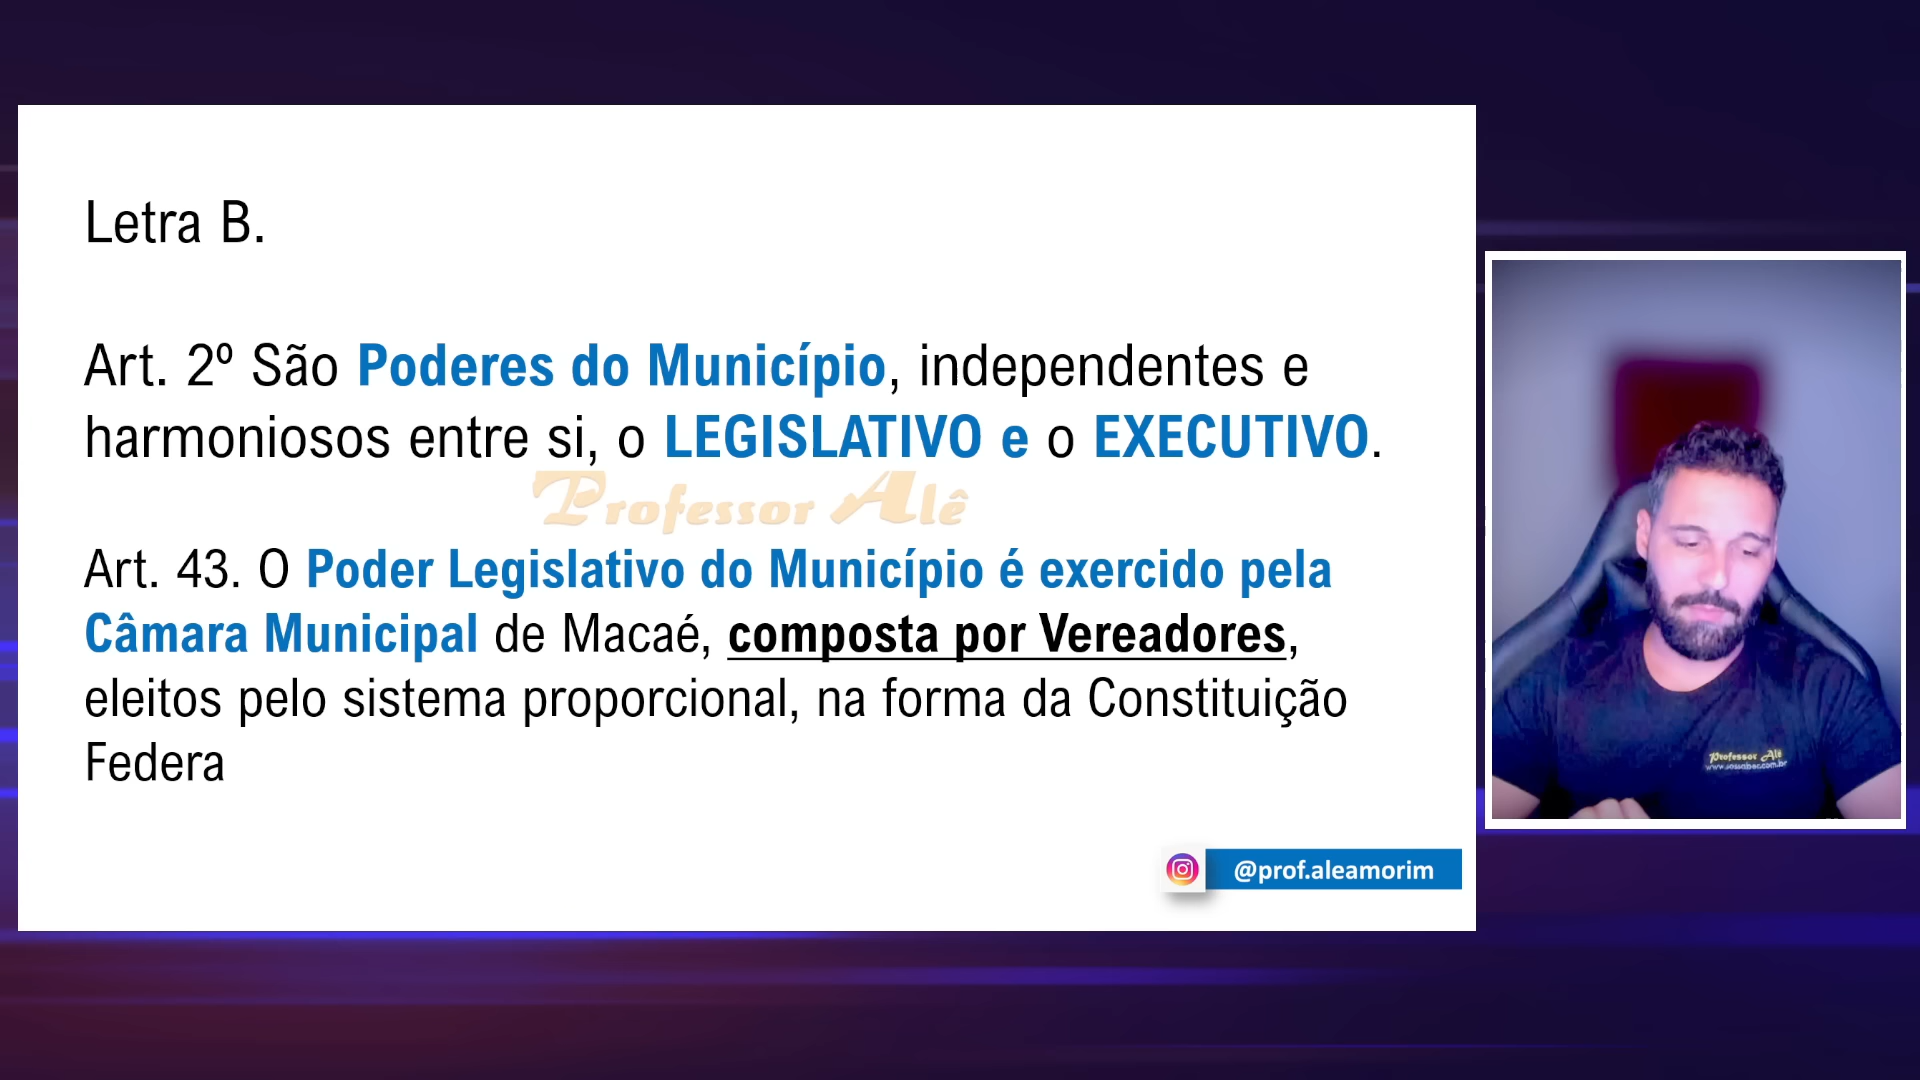 Letra B.
Art. 2º São Poderes do Município, independentes e
harmoniosos entre si, o LEGISLATIVO e o EXECUTIVO.
Professor Alê
Art. 43. O Poder Legislativo do Município é exercido pela
Câmara Municipal de Macaé, composta por Vereadores,
eleitos pelo sistema proporcional, na forma da Constituição
Federa
@prof.aleamorim
Professor Alê